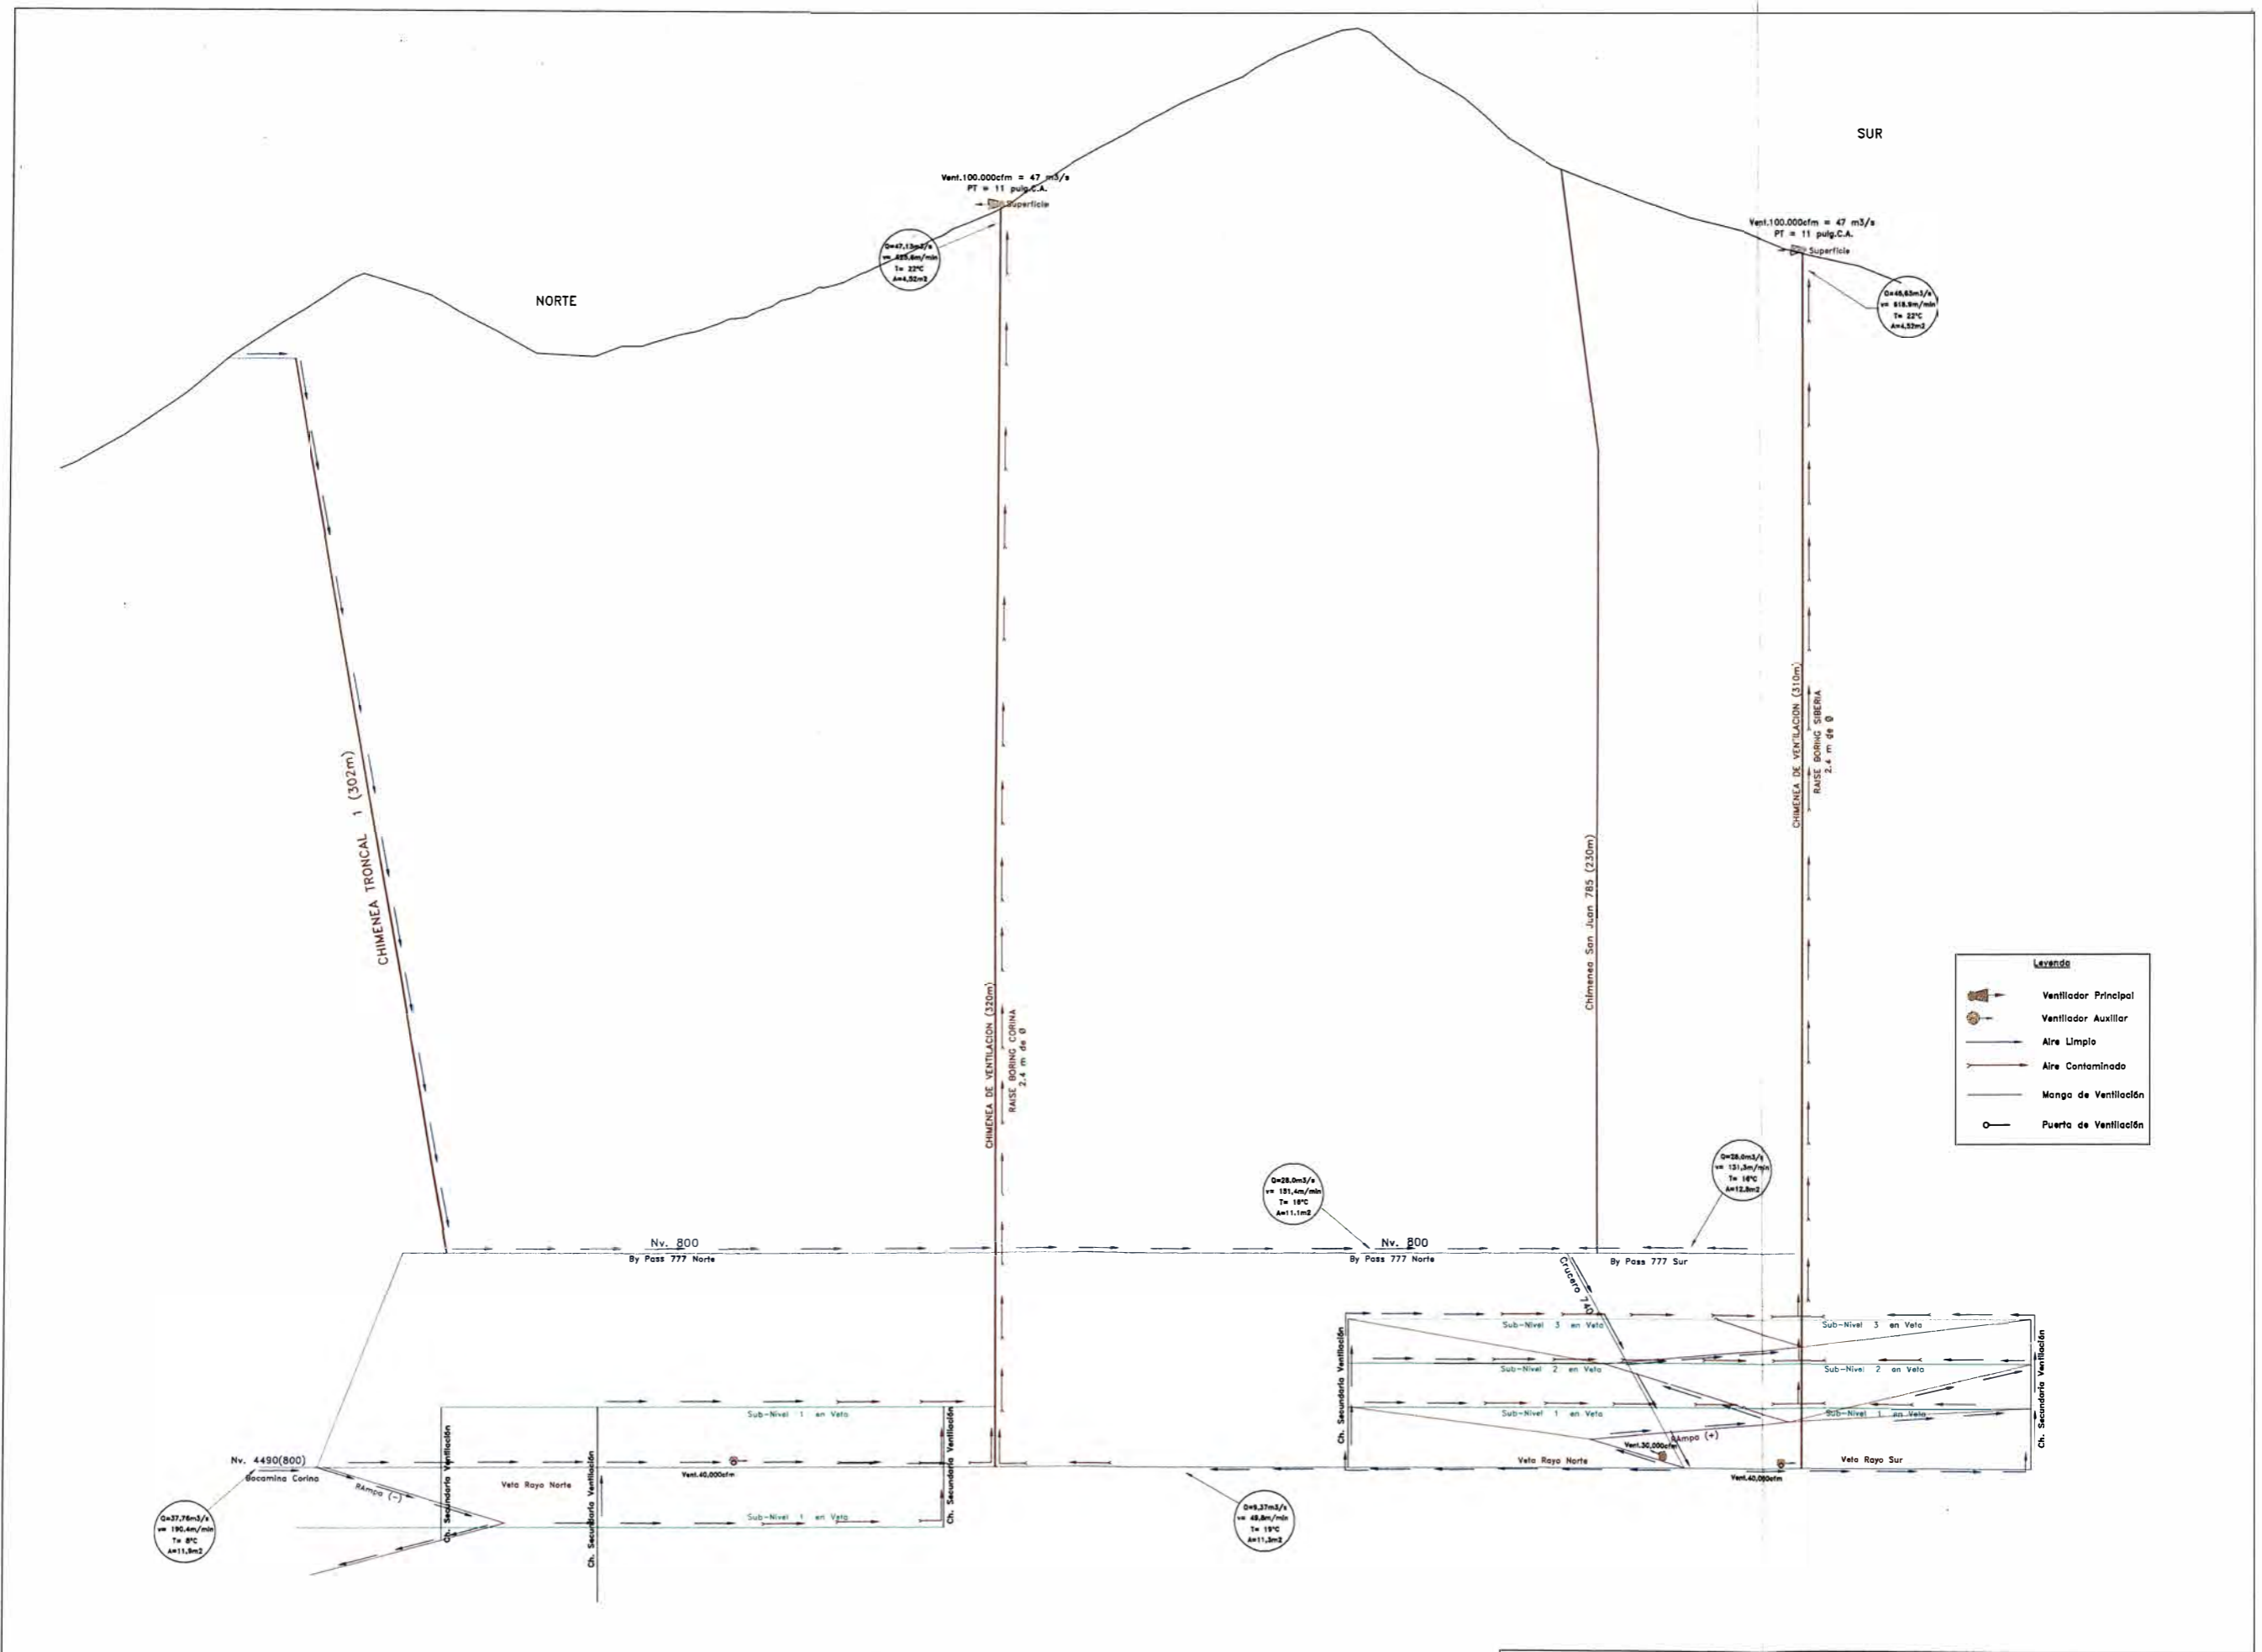 SUR
NORTE
Vent.100.000cfm = 47 m3/s
PT = 11 pulg.C.A.
Superficie
Q=47,13m3/s
T= 22°C
A=4,52m2
Vent.100.000cfm = 47 m3/s
PT = 11 pulg.C.A.
Superficie
v= 618.9m/min
T= 22°C
A=4,52m2
CHIMENEA TRONCAL 1 (302m)
CHIMENEA DE VENTILACION (320m)
RAISE BORING CORINA
2.4 m de Ø
Chimenea San Juan 785 (230m)
CHIMENEA DE VENTILACION (310m)
RAISE BORING SIBERIA
2.4 m de Ø
Leyenda
Ventilador Principal
Ventilador Auxiliar
Aire Limpio
Aire Contaminado
Manga de Ventilación
Puerta de Ventilación
Q=28,0m3/s
v= 151,4m/min
T= 16°C
A=11.1m2
Q=28,0m3/s
v= 131,3m/min
T= 16°C
A=12.8m2
Nv. 800
By Pass 777 Norte
Nv. 800
By Pass 777 Norte
By Pass 777 Sur
Crucero 740
Sub-Nivel 3 en Veta
Sub-Nivel 3 en Veta
Sub-Nivel 2 en Veta
Sub-Nivel 2 en Veta
Sub-Nivel 1 en Veta
Sub-Nivel 1 en Veta
Ch. Secundaria Ventilación
Ch. Secundaria Ventilación
RAmpa (+)
Vent.30,000cfm
Veta Rayo Norte
Veta Rayo Sur
Vent.40,000cfm
Sub-Nivel 1 en Veta
Nv. 4490(800)
Bocamina Corina
RAmpa (-)
Ch. Secundaria Ventilación
Veta Rayo Norte
Ch. Secundaria Ventilación
Vent.40,000cfm
Ch. Secundaria Ventilación
Sub-Nivel 1 en Veta
Q=37,76m3/s
v= 190,4m/min
T= 8°C
A=11,9m2
Q=9,37m3/s
v= 49,8m/min
T= 19°C
A=11,3m2